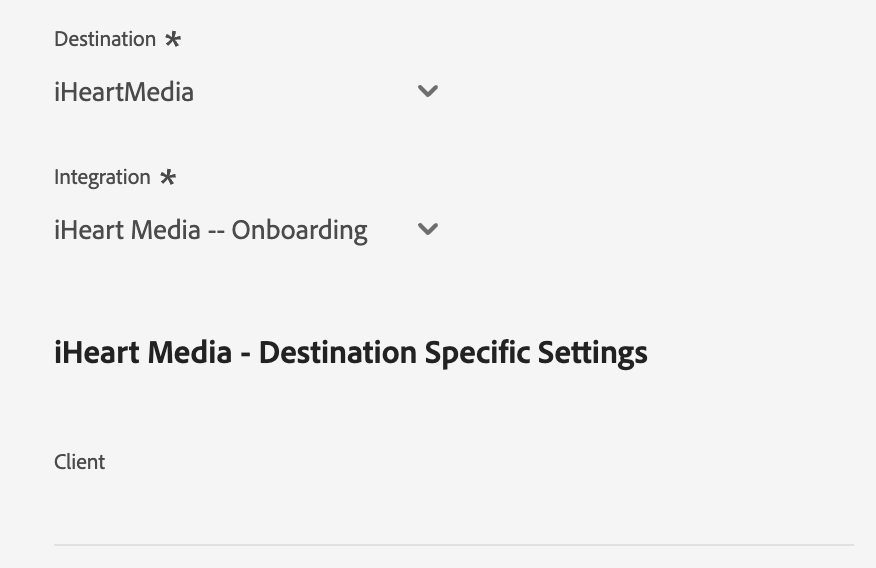 Destination *
iHeartMedia
Integration *
iHeart Media -- Onboarding
iHeart Media - Destination Specific Settings
Client